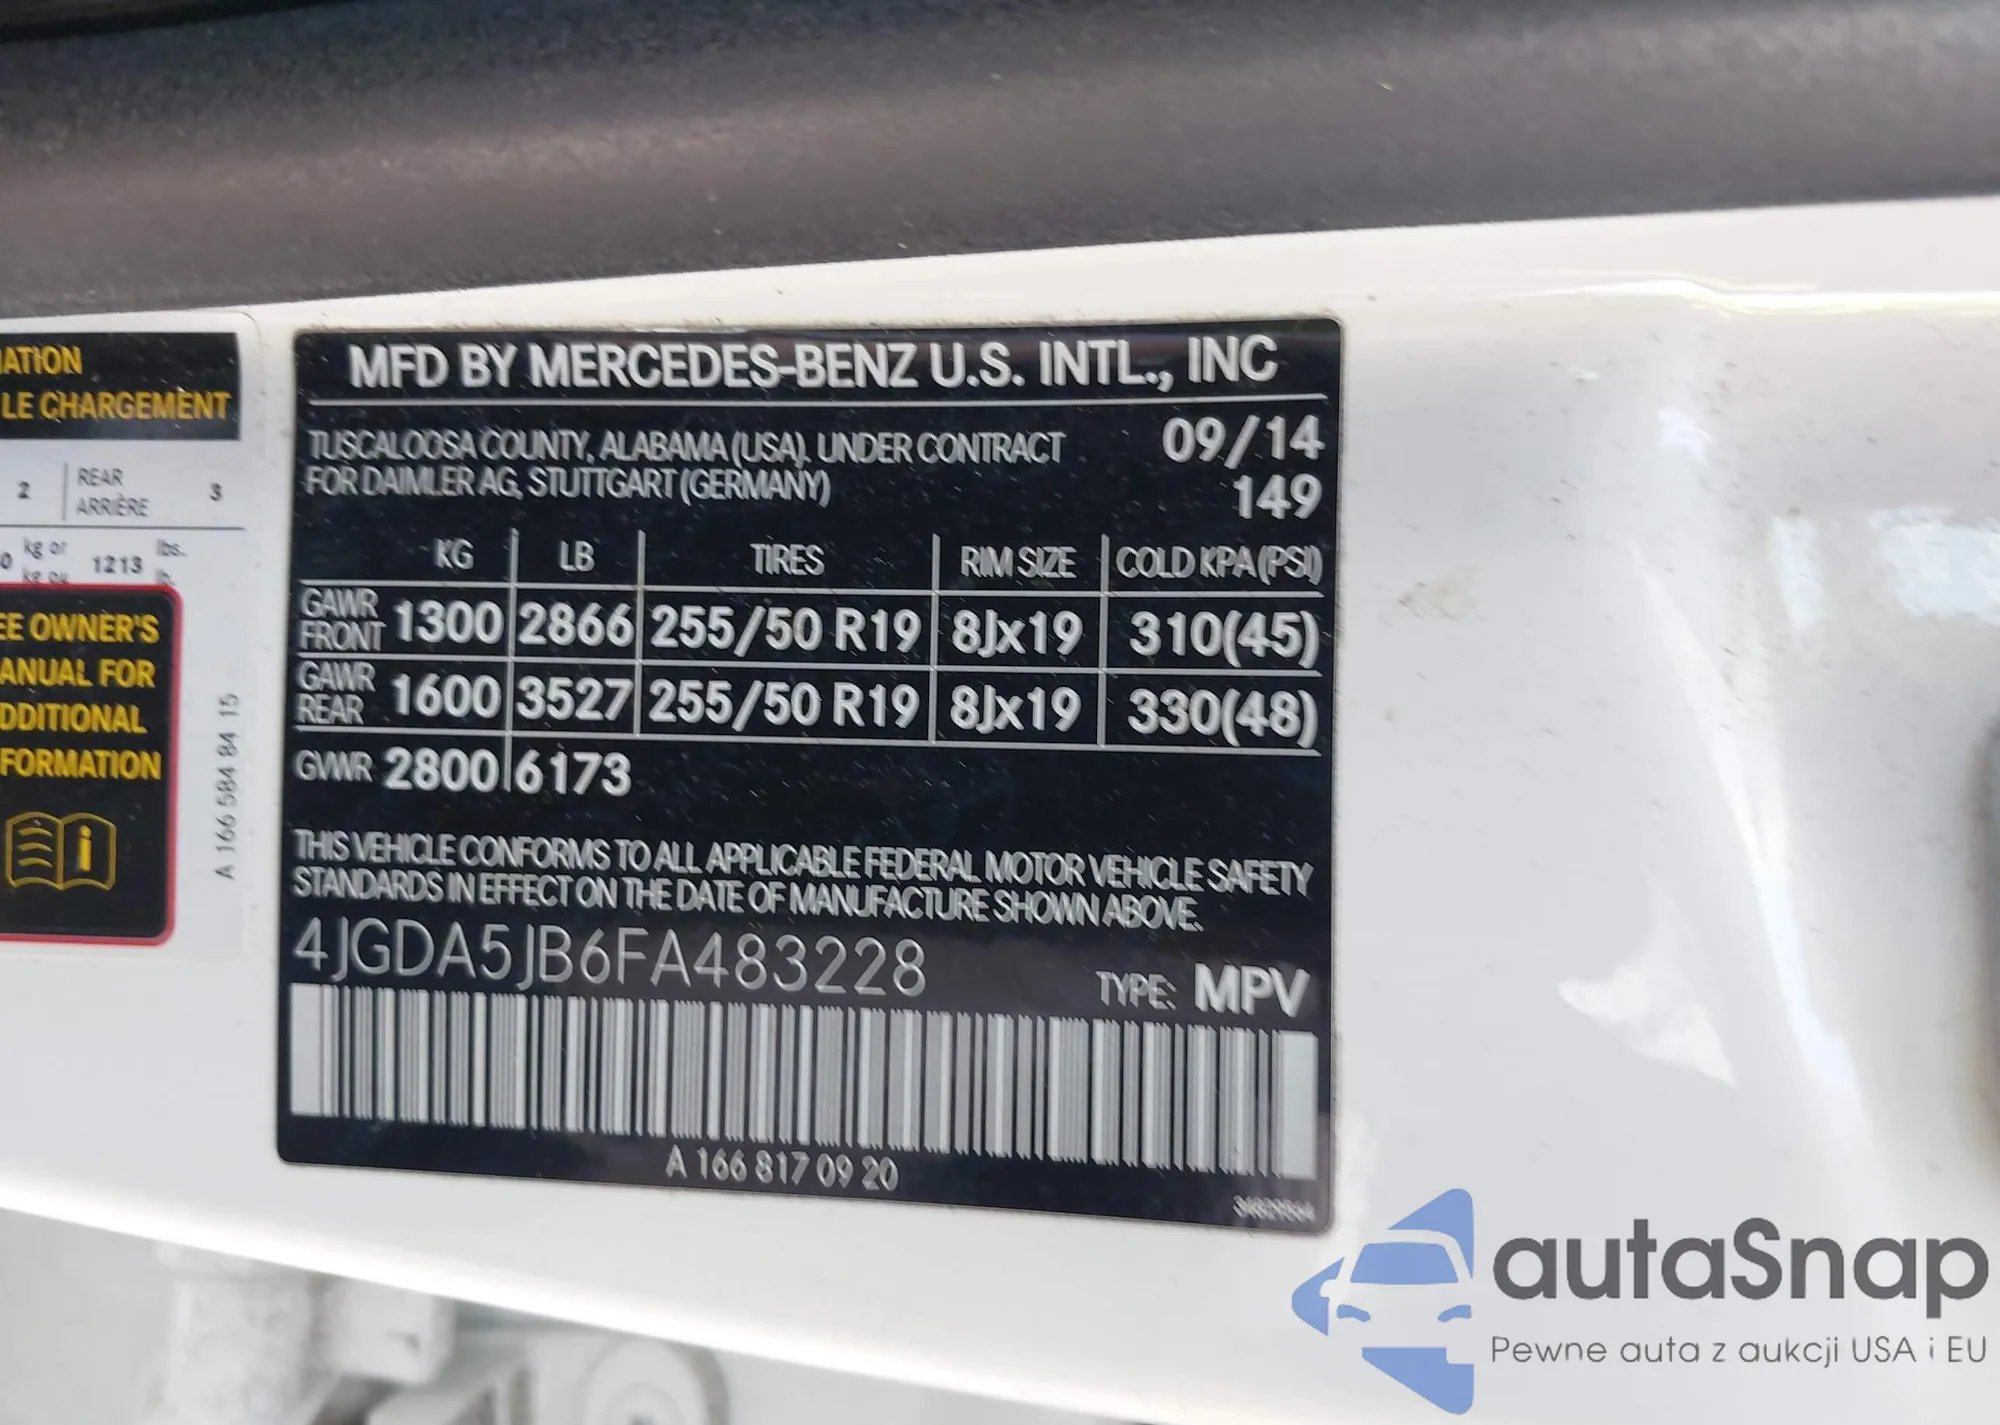 MATION
LE CHARGEMENT
2 REAR 3
ARRIÈRE
0 kg or 1213 lbs.
kg ou lb.
EE OWNER'S
ANUAL FOR
DDITIONAL
FORMATION
A 166 584 84 15
MFD BY MERCEDES-BENZ U.S. INTL., INC
TUSCALOOSA COUNTY, ALABAMA (USA). UNDER CONTRACT 09/14
FOR DAIMLER AG, STUTTGART (GERMANY) 149
KG LB TIRES RIM SIZE COLD KPA (PSI)
GAWR FRONT 1300 2866 255/50 R19 8Jx19 310(45)
GAWR REAR 1600 3527 255/50 R19 8Jx19 330(48)
GVWR 2800 6173
THIS VEHICLE CONFORMS TO ALL APPLICABLE FEDERAL MOTOR VEHICLE SAFETY
STANDARDS IN EFFECT ON THE DATE OF MANUFACTURE SHOWN ABOVE.
4JGDA5JB6FA483228 TYPE: MPV
A 166 817 09 20
autaSnap
Pewne auta z aukcji USA i EU